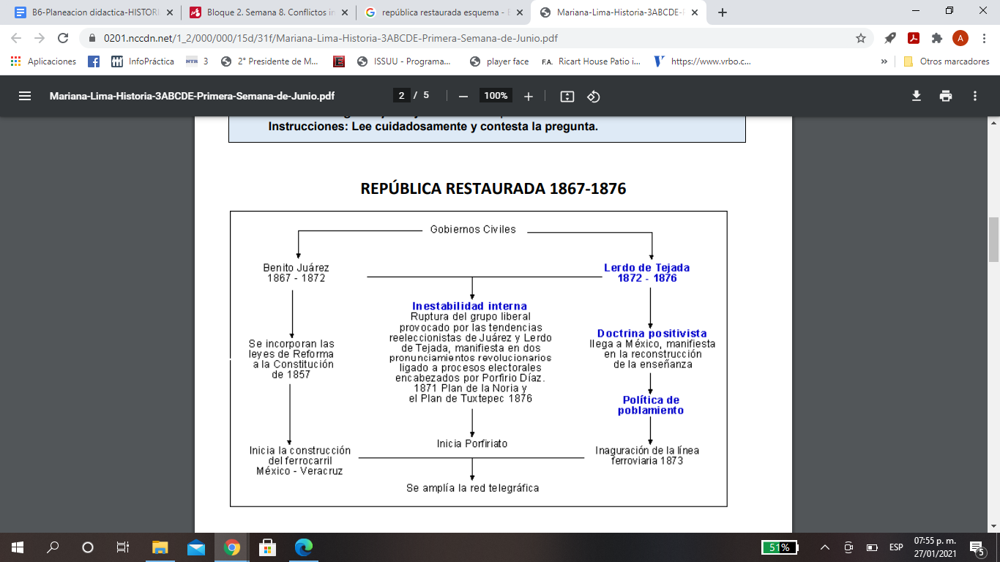 B6-Planeacion didactica-HISTORI
Bloque 2. Semana 8. Conflictos in
república restaurada esquema - B
Mariana-Lima-Historia-3ABCDE-P
0201.nccdn.net/1_2/000/000/15d/31f/Mariana-Lima-Historia-3ABCDE-Primera-Semana-de-Junio.pdf
A
Aplicaciones
InfoPráctica
NTR 3
2° Presidente de M...
ISSUU - Programa...
player face
F.A. Ricart House Patio i...
https://www.vrbo.c...
»
Otros marcadores
Mariana-Lima-Historia-3ABCDE-Primera-Semana-de-Junio.pdf
2 / 5
100%
Instrucciones: Lee cuidadosamente y contesta la pregunta.
REPÚBLICA RESTAURADA 1867-1876
Gobiernos Civiles
Benito Juárez
1867 - 1872
Se incorporan las
leyes de Reforma
a la Constitución
de 1857
Inicia la construcción
del ferrocarril
México - Veracruz
Inestabilidad interna
Ruptura del grupo liberal
provocado por las tendencias
reeleccionistas de Juárez y Lerdo
de Tejada, manifiesta en dos
pronunciamientos revolucionarios
ligado a procesos electorales
encabezados por Porfirio Díaz.
1871 Plan de la Noria y
el Plan de Tuxtepec 1876
Inicia Porfiriato
Se amplía la red telegráfica
Lerdo de Tejada
1872 - 1876
Doctrina positivista
llega a México, manifiesta
en la reconstrucción
de la enseñanza
Política de
poblamiento
Inaguración de la línea
ferroviaria 1873
51%
ESP
07:55 p. m.
27/01/2021
5